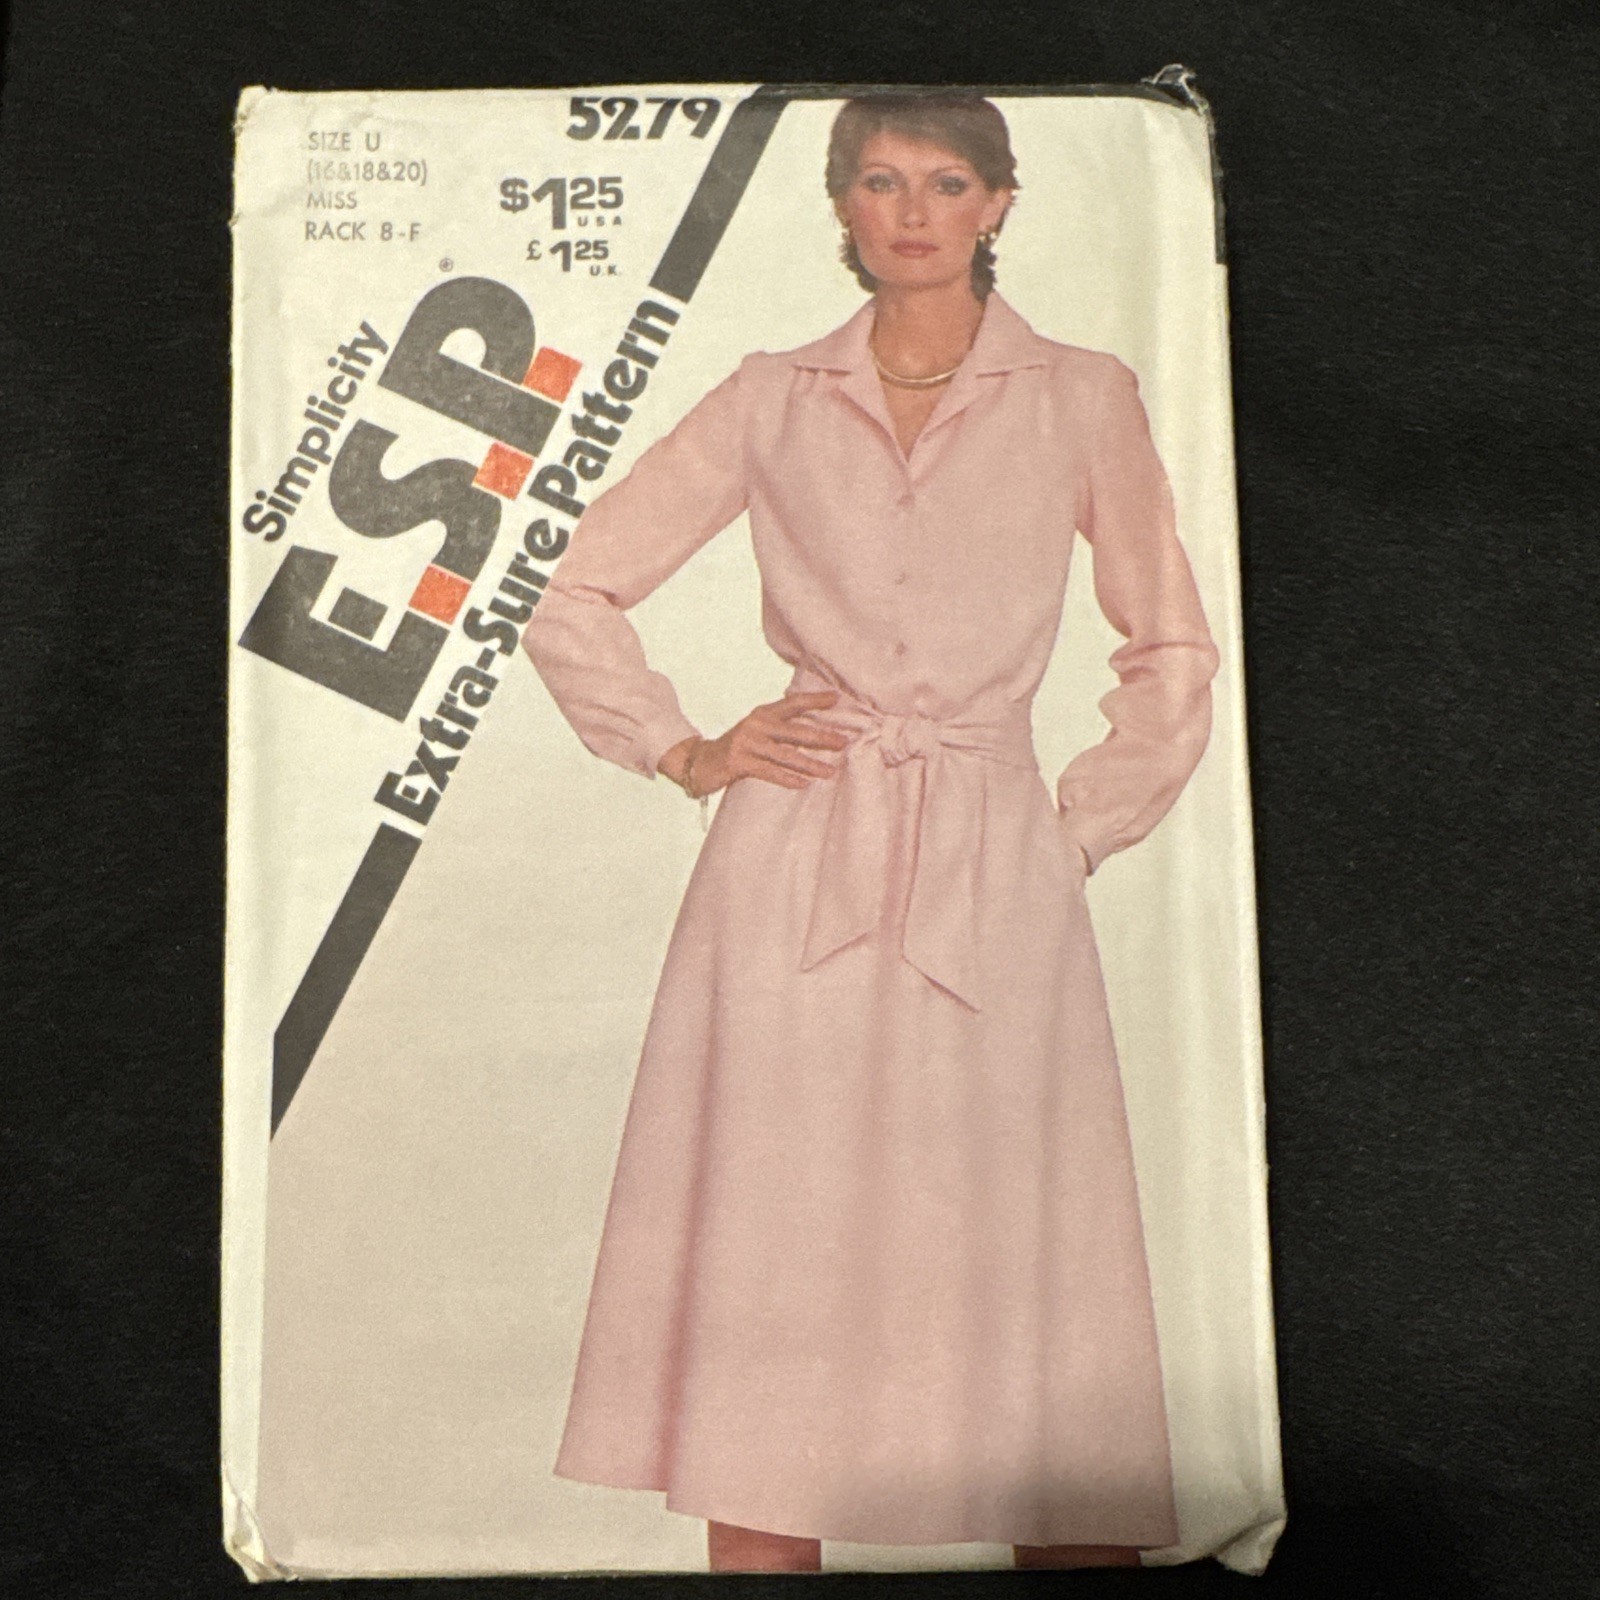 5279
SIZE U
(16&18&20)
MISS
RACK 8-F
$1.25
USA
£1.25
U.K.
Simplicity
E.S.P.®
Extra-Sure Pattern